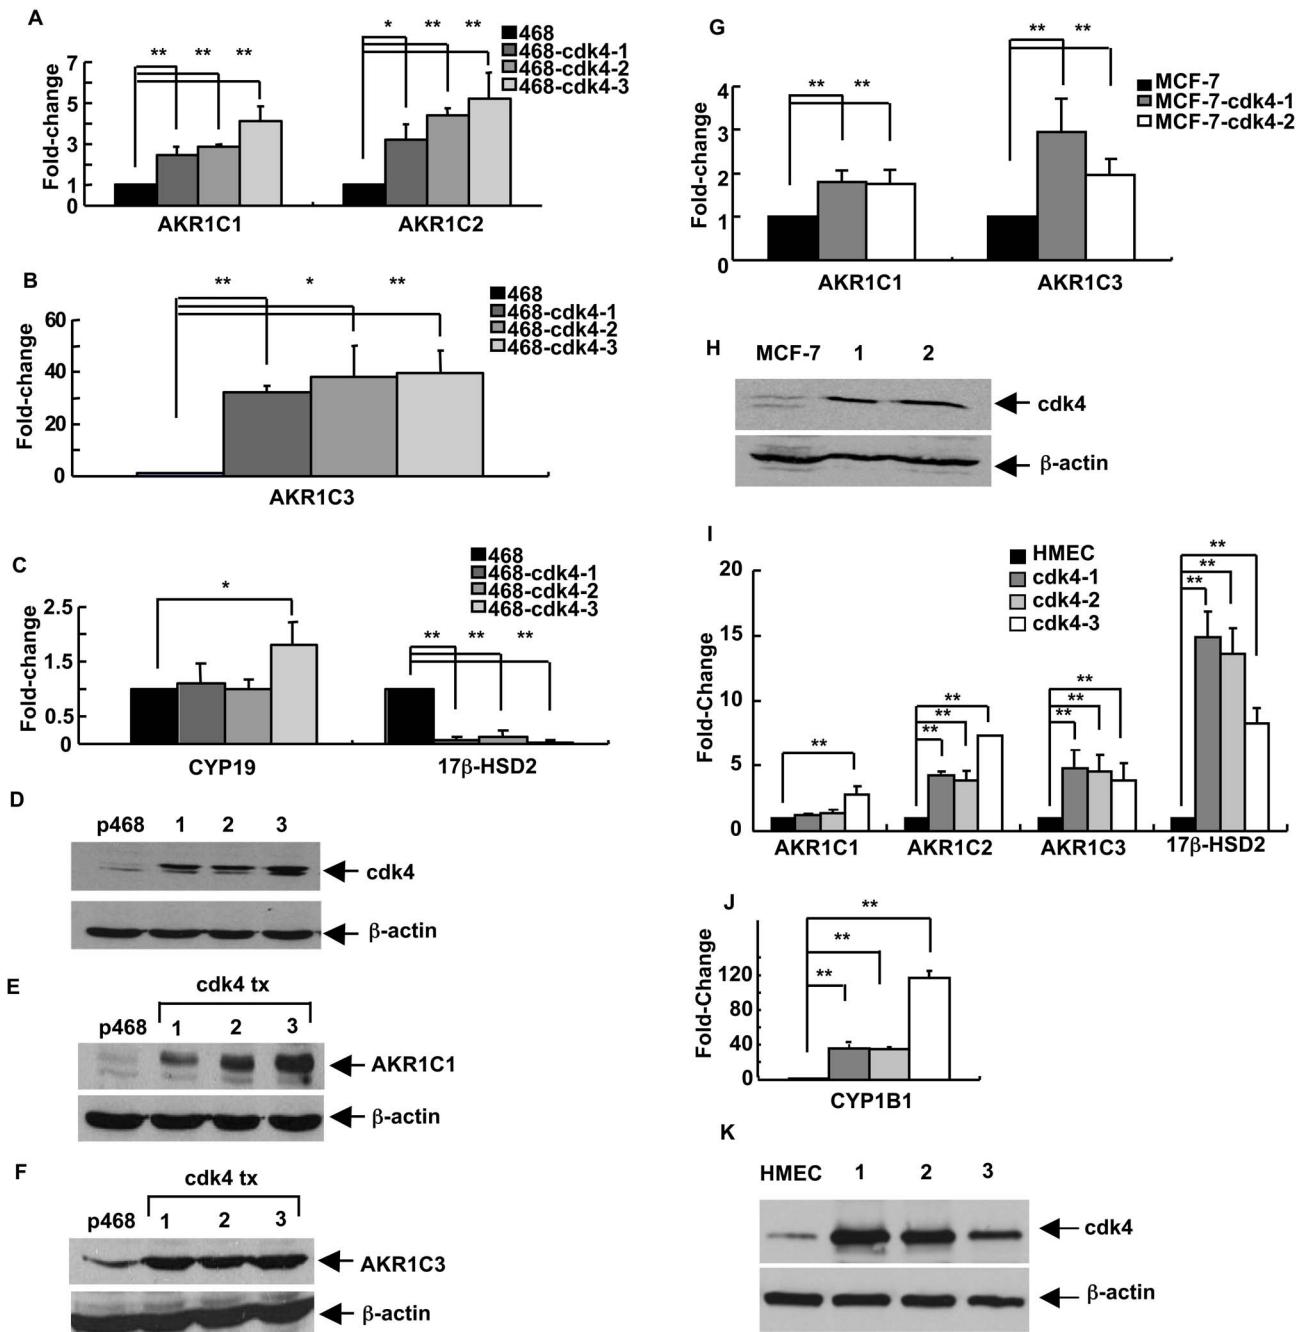 A
* ** **
** ** **
468
468-cdk4-1
468-cdk4-2
468-cdk4-3
Fold-change
7
5
3
1
0
AKR1C1
AKR1C2
B
** * **
468
468-cdk4-1
468-cdk4-2
468-cdk4-3
Fold-change
60
40
20
0
AKR1C3
C
468
468-cdk4-1
468-cdk4-2
468-cdk4-3
*
** ** **
Fold-change
2.5
1.5
0.5
0
CYP19
17β-HSD2
D
p468 1 2 3
cdk4
β-actin
E
cdk4 tx
p468 1 2 3
AKR1C1
β-actin
F
cdk4 tx
p468 1 2 3
AKR1C3
β-actin
G
** **
** **
MCF-7
MCF-7-cdk4-1
MCF-7-cdk4-2
Fold-change
4
3
2
1
0
AKR1C1
AKR1C3
H
MCF-7 1 2
cdk4
β-actin
I
HMEC
cdk4-1
cdk4-2
cdk4-3
Fold-Change
20
15
10
5
0
**
**
**
**
**
**
**
**
**
**
AKR1C1
AKR1C2
AKR1C3
17β-HSD2
J
**
**
**
Fold-Change
120
80
40
0
CYP1B1
K
HMEC 1 2 3
cdk4
β-actin